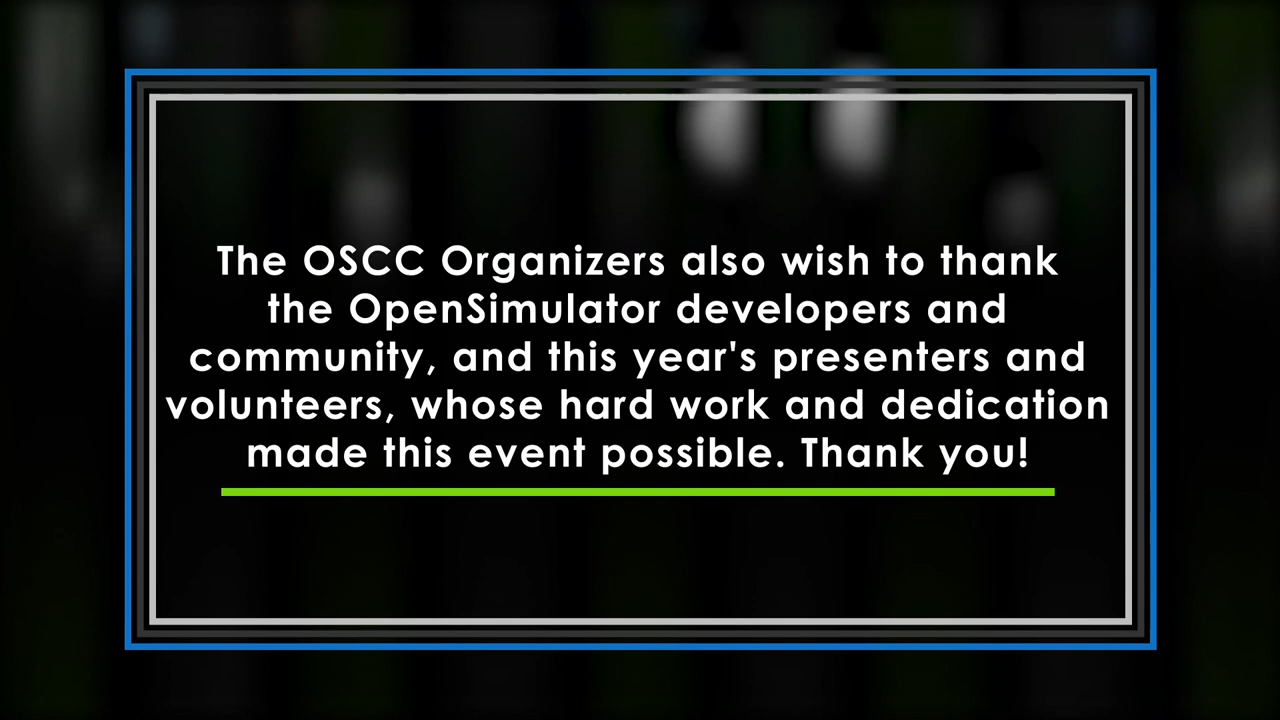 The OSCC Organizers also wish to thank
the OpenSimulator developers and
community, and this year's presenters and
volunteers, whose hard work and dedication
made this event possible. Thank you!